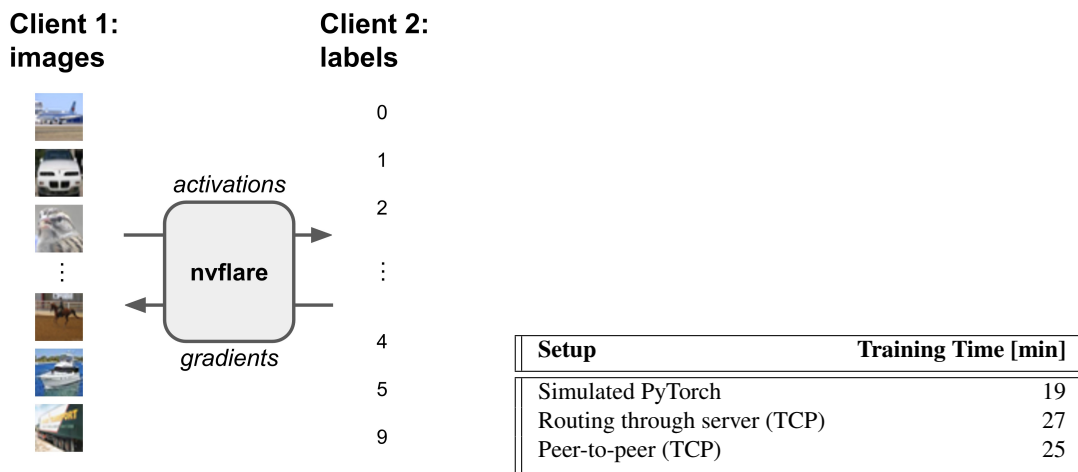 Client 1:
images
Client 2:
labels
0
1
2
⋮
4
5
9
activations
nvflare
gradients
Setup Training Time [min]
Simulated PyTorch 19
Routing through server (TCP) 27
Peer-to-peer (TCP) 25